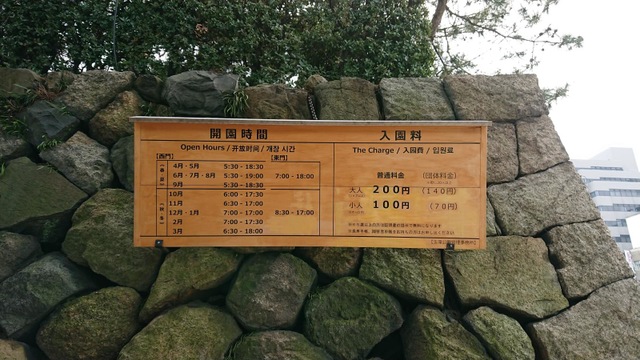 開園時間
Open Hours / 开放时间 / 개장 시간
【西門】
【東門】
4月・5月 5:30 - 18:30
6月・7月・8月 5:30 - 19:00 7:00 - 18:00
9月 5:30 - 18:30
10月 6:00 - 17:30
11月 6:30 - 17:00
12月・1月 7:00 - 17:00 8:30 - 17:00
2月 7:00 - 17:30
3月 6:30 - 18:00
入園料
The Charge / 入园费 / 입원료
普通料金 (団体料金)
大人 200円 (140円)
小人 100円 (70円)